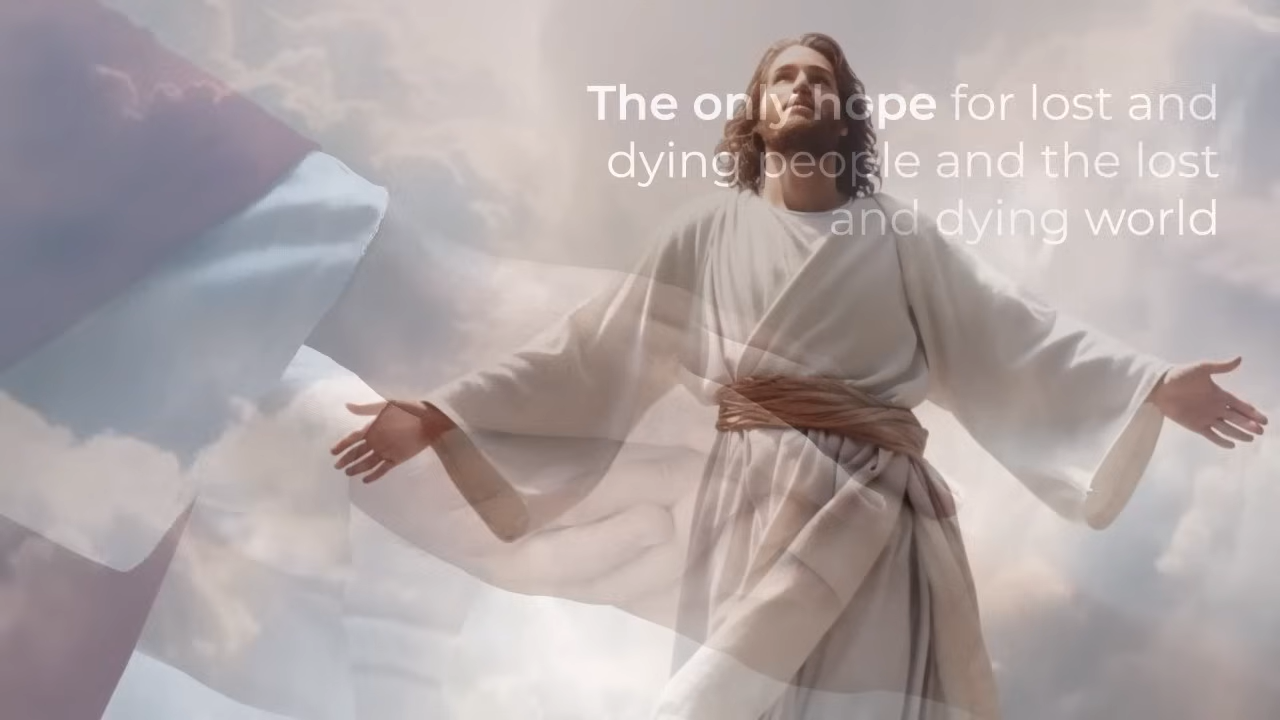 The only hope for lost and
dying people and the lost
and dying world